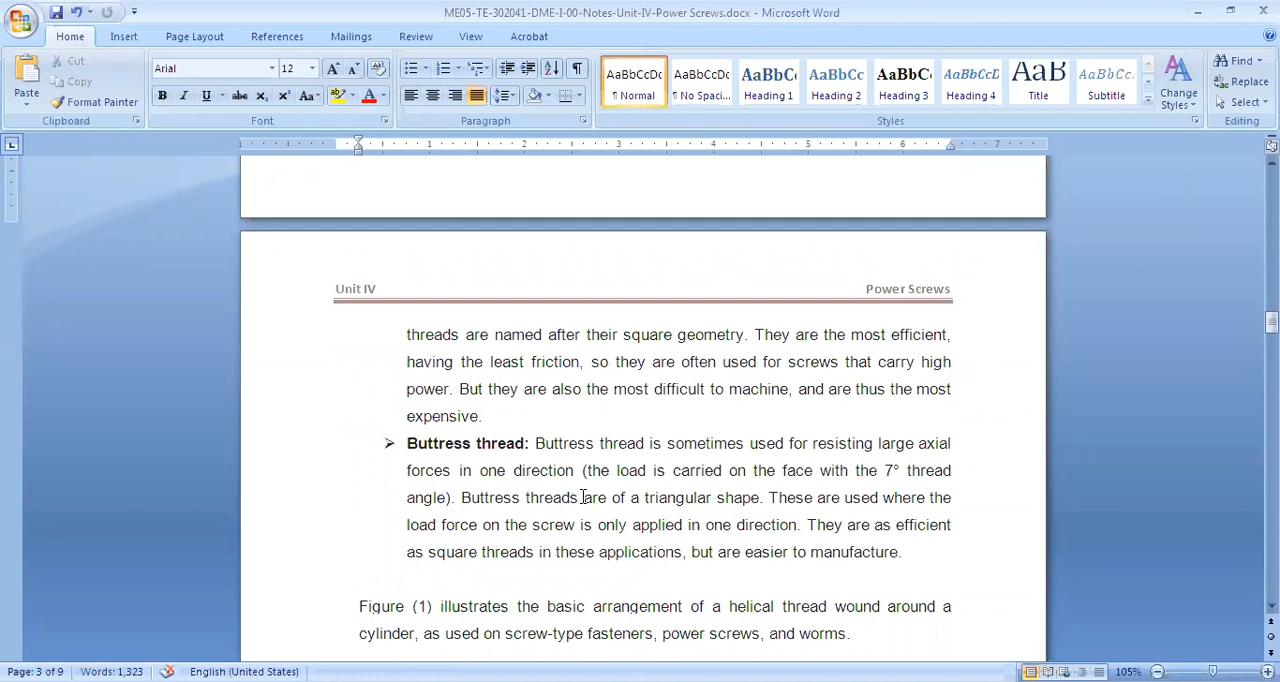 ME05-TE-302041-DME-I-00-Notes-Unit-IV-Power Screws.docx - Microsoft Word
Home Insert Page Layout References Mailings Review View Acrobat
Paste
Cut
Copy
Format Painter
Clipboard
Arial 12
Font
Paragraph
AaBbCcDc AaBbCcDc AaBbC AaBbCc AaBbC AaBbCcD AaB AaBbCcD
¶ Normal ¶ No Spaci... Heading 1 Heading 2 Heading 3 Heading 4 Title Subtitle
Styles
Change
Styles
Find
Replace
Select
Editing
1 1 2 3 4 5 6 7
Unit IV Power Screws
threads are named after their square geometry. They are the most efficient,
having the least friction, so they are often used for screws that carry high
power. But they are also the most difficult to machine, and are thus the most
expensive.
➢ Buttress thread: Buttress thread is sometimes used for resisting large axial
forces in one direction (the load is carried on the face with the 7° thread
angle). Buttress threads are of a triangular shape. These are used where the
load force on the screw is only applied in one direction. They are as efficient
as square threads in these applications, but are easier to manufacture.
Figure (1) illustrates the basic arrangement of a helical thread wound around a
cylinder, as used on screw-type fasteners, power screws, and worms.
Page: 3 of 9 Words: 1,323 English (United States) 105%